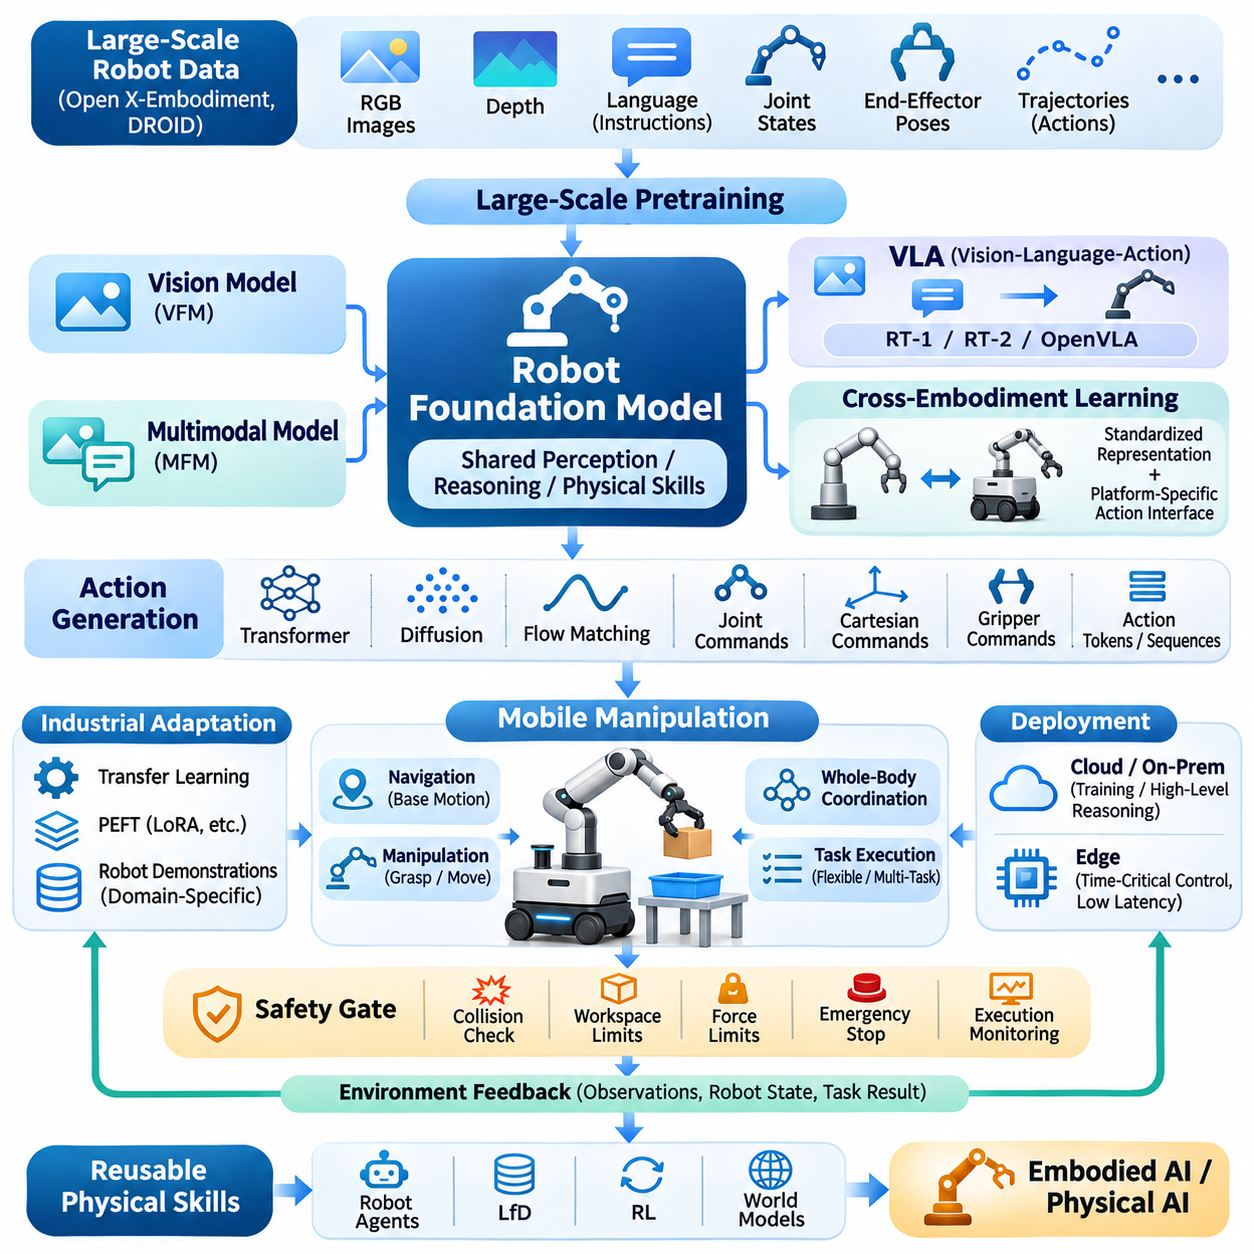 Large-Scale
Robot Data
(Open X-Embodiment,
DROID)
RGB
Images
Depth
Language
(Instructions)
Joint
States
End-Effector
Poses
Trajectories
(Actions)
...
Large-Scale Pretraining
Vision Model
(VFM)
Multimodal Model
(MFM)
Robot
Foundation Model
Shared Perception /
Reasoning / Physical Skills
VLA (Vision-Language-Action)
RT-1 / RT-2 / OpenVLA
Cross-Embodiment Learning
Standardized
Representation
+
Platform-Specific
Action Interface
Action
Generation
Transformer
Diffusion
Flow Matching
Joint
Commands
Cartesian
Commands
Gripper
Commands
Action
Tokens / Sequences
Industrial Adaptation
Transfer Learning
PEFT (LoRA, etc.)
Robot Demonstrations
(Domain-Specific)
Mobile Manipulation
Navigation
(Base Motion)
Manipulation
(Grasp / Move)
Whole-Body
Coordination
Task Execution
(Flexible / Multi-Task)
Deployment
Cloud / On-Prem
(Training / High-Level
Reasoning)
Edge
(Time-Critical Control,
Low Latency)
Safety Gate
Collision
Check
Workspace
Limits
Force
Limits
Emergency
Stop
Execution
Monitoring
Environment Feedback (Observations, Robot State, Task Result)
Reusable
Physical Skills
Robot
Agents
LfD
RL
World
Models
Embodied AI /
Physical AI